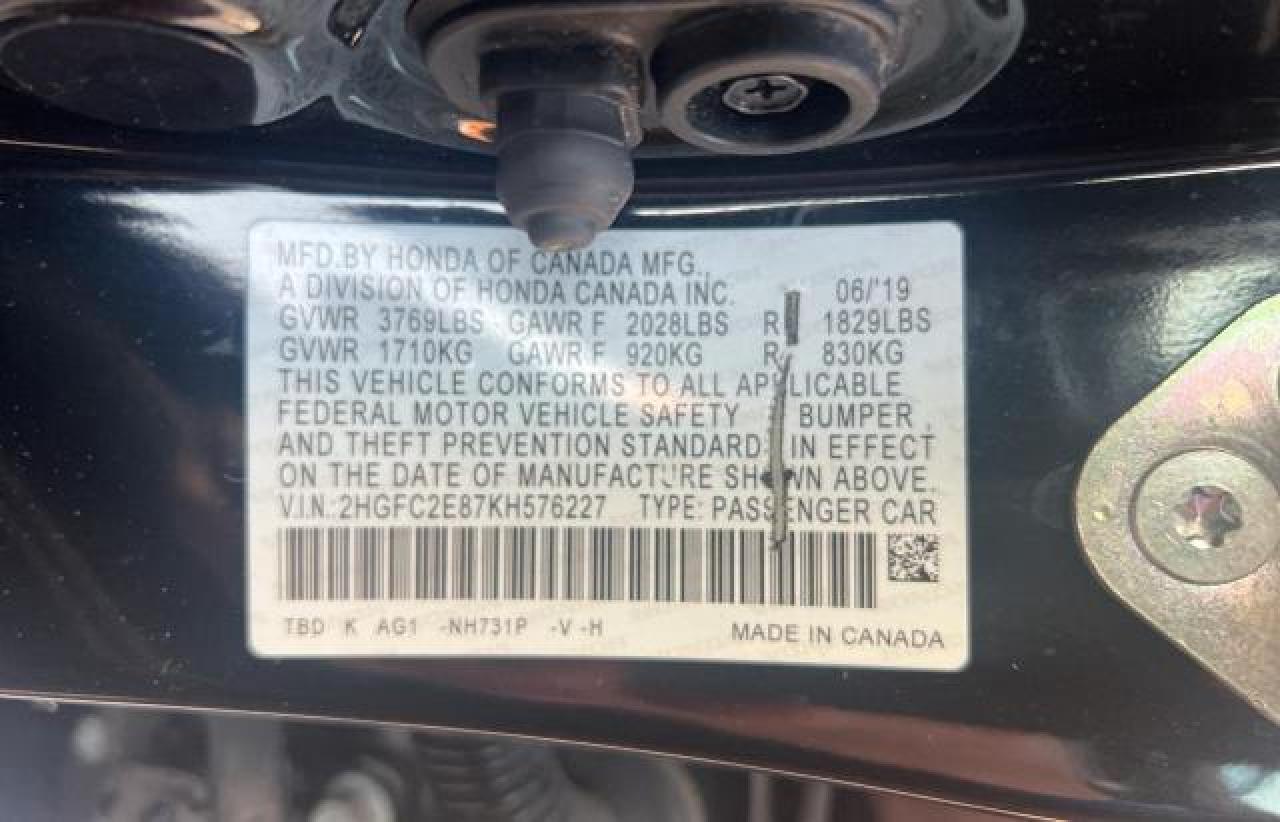 MFD.BY HONDA OF CANADA MFG.,
A DIVISION OF HONDA CANADA INC. 06/'19
GVWR 3769LBS GAWR F 2028LBS R 1829LBS
GVWR 1710KG GAWR F 920KG R 830KG
THIS VEHICLE CONFORMS TO ALL APPLICABLE
FEDERAL MOTOR VEHICLE SAFETY BUMPER ,
AND THEFT PREVENTION STANDARD IN EFFECT
ON THE DATE OF MANUFACTURE SHOWN ABOVE.
V.I.N.:2HGFC2E87KH576227 TYPE: PASSENGER CAR
TBD K AG1 -NH731P -V -H MADE IN CANADA